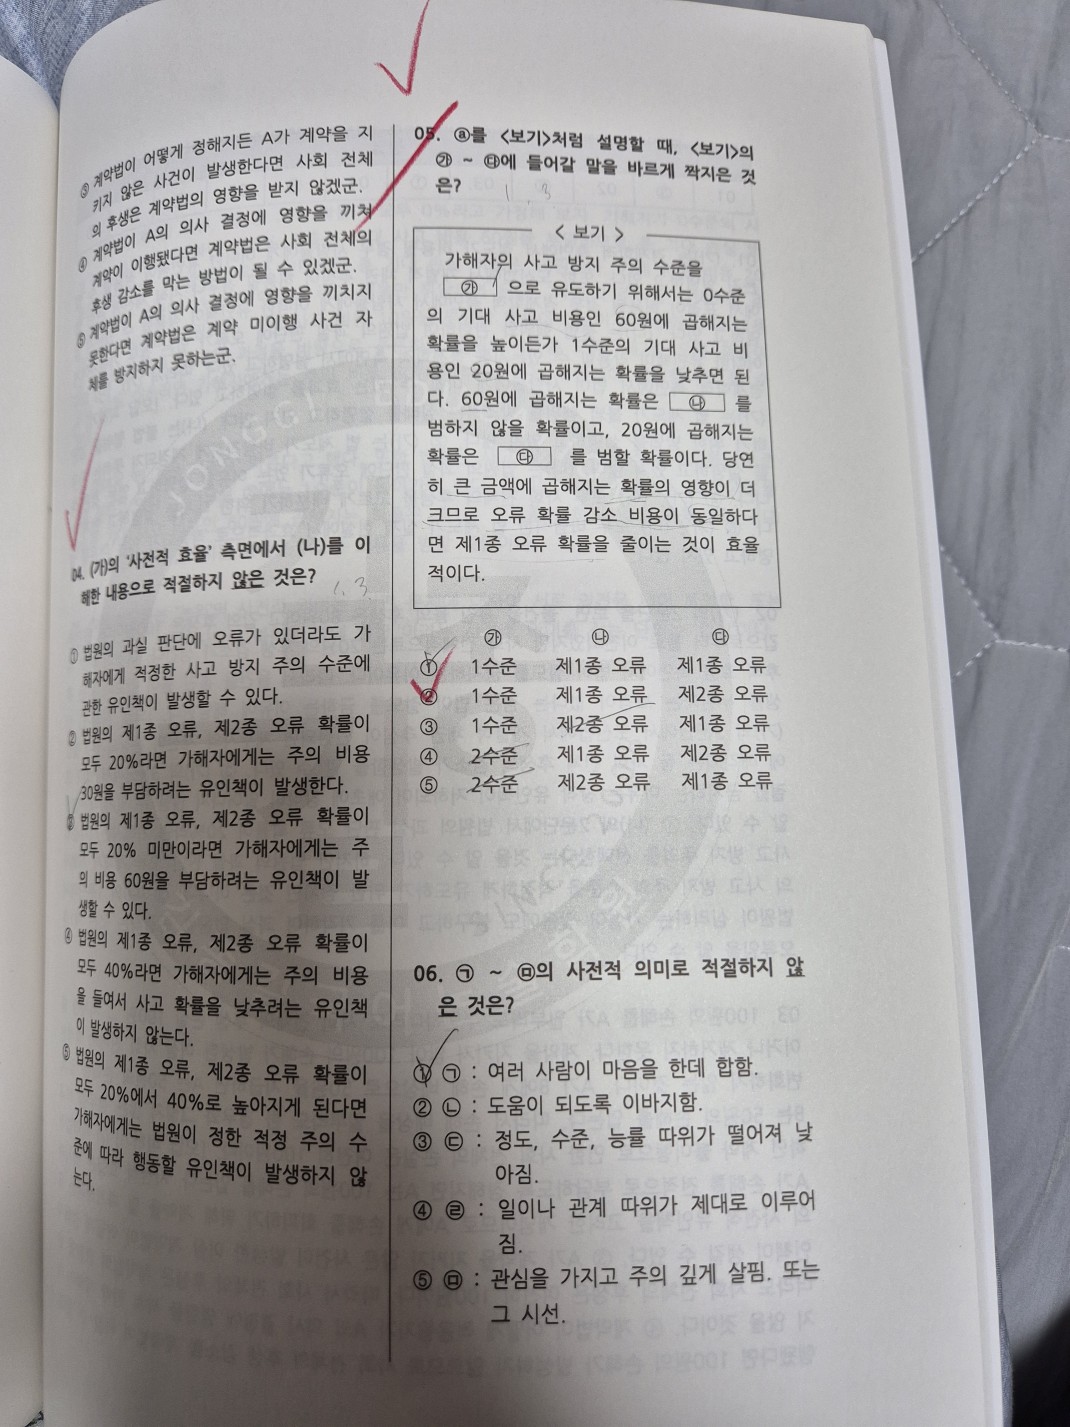 ③ 계약법이 어떻게 정해지든 A가 계약을 지
키지 않은 사건이 발생한다면 사회 전체
의 후생은 계약법의 영향을 받지 않겠군.
④ 계약법이 A의 의사 결정에 영향을 끼쳐
계약이 이행됐다면 계약법은 사회 전체의
후생 감소를 막는 방법이 될 수 있겠군.
⑤ 계약법이 A의 의사 결정에 영향을 끼치지
못한다면 계약법은 계약 미이행 사건 자
체를 방지하지 못하는군.
04. (가)의 '사전적 효율' 측면에서 (나)를 이
해한 내용으로 적절하지 않은 것은?
1, 3
① 법원의 과실 판단에 오류가 있더라도 가
해자에게 적정한 사고 방지 주의 수준에
관한 유인책이 발생할 수 있다.
② 법원의 제1종 오류, 제2종 오류 확률이
모두 20%라면 가해자에게는 주의 비용
30원을 부담하려는 유인책이 발생한다.
③ 법원의 제1종 오류, 제2종 오류 확률이
모두 20% 미만이라면 가해자에게는 주
의 비용 60원을 부담하려는 유인책이 발
생할 수 있다.
④ 법원의 제1종 오류, 제2종 오류 확률이
모두 40%라면 가해자에게는 주의 비용
을 들여서 사고 확률을 낮추려는 유인책
이 발생하지 않는다.
⑤ 법원의 제1종 오류, 제2종 오류 확률이
모두 20%에서 40%로 높아지게 된다면
가해자에게는 법원이 정한 적정 주의 수
준에 따라 행동할 유인책이 발생하지 않
는다.
05. ⓐ를 <보기>처럼 설명할 때, <보기>의
㉮ ~ ㉰에 들어갈 말을 바르게 짝지은 것
은?
1, 3
< 보기 >
가해자의 사고 방지 주의 수준을
㉮ 으로 유도하기 위해서는 0수준
의 기대 사고 비용인 60원에 곱해지는
확률을 높이든가 1수준의 기대 사고 비
용인 20원에 곱해지는 확률을 낮추면 된
다. 60원에 곱해지는 확률은 ㉯ 를
범하지 않을 확률이고, 20원에 곱해지는
확률은 ㉰ 를 범할 확률이다. 당연
히 큰 금액에 곱해지는 확률의 영향이 더
크므로 오류 확률 감소 비용이 동일하다
면 제1종 오류 확률을 줄이는 것이 효율
적이다.
㉮ ㉯ ㉰
① 1수준 제1종 오류 제1종 오류
② 1수준 제1종 오류 제2종 오류
③ 1수준 제2종 오류 제1종 오류
④ 2수준 제1종 오류 제2종 오류
⑤ 2수준 제2종 오류 제1종 오류
06. ㉠ ~ ㉤의 사전적 의미로 적절하지 않
은 것은?
① ㉠ : 여러 사람이 마음을 한데 합함.
② ㉡ : 도움이 되도록 이바지함.
③ ㉢ : 정도, 수준, 능률 따위가 떨어져 낮
아짐.
④ ㉣ : 일이나 관계 따위가 제대로 이루어
짐.
⑤ ㉤ : 관심을 가지고 주의 깊게 살핌. 또는
그 시선.